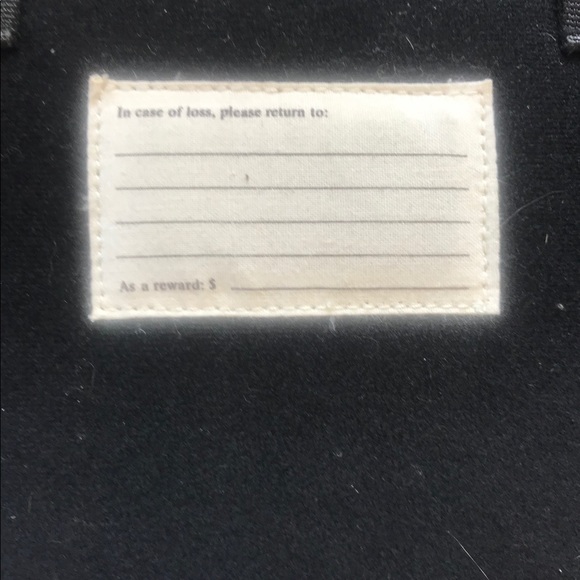 In case of loss, please return to:
As a reward: $